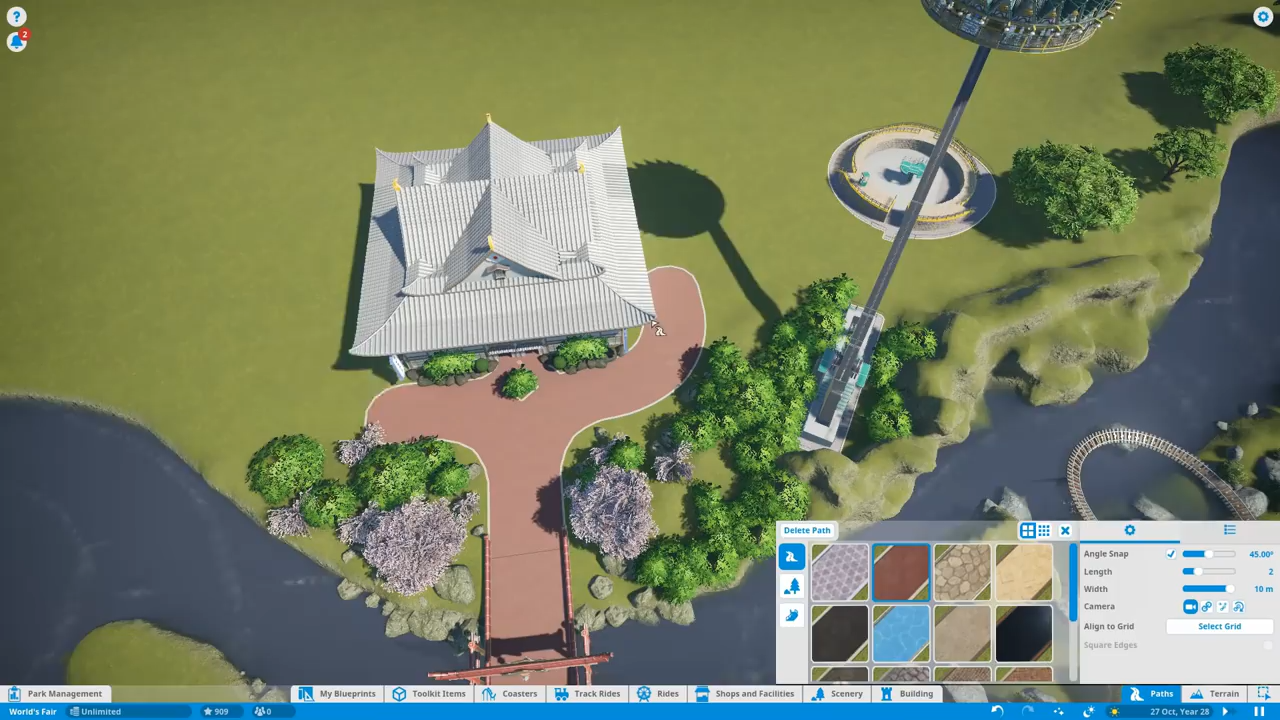 ?
2
Delete Path
Angle Snap 45.00°
Length 2
Width 10 m
Camera
Align to Grid Select Grid
Square Edges
Park Management My Blueprints Toolkit Items Coasters Track Rides Rides Shops and Facilities Scenery Building Paths Terrain
World's Fair Unlimited 909 0 27 Oct, Year 28